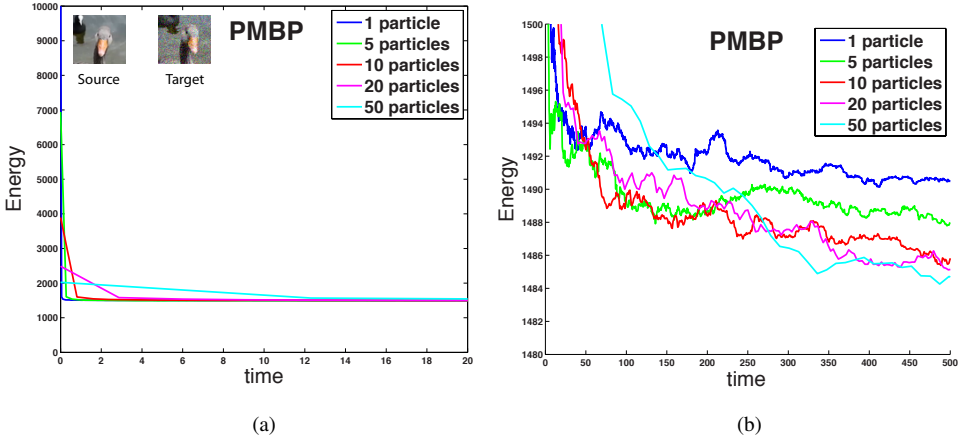 PMBP
Source
Target
1 particle
5 particles
10 particles
20 particles
50 particles
Energy
10000
9000
8000
7000
6000
5000
4000
3000
2000
1000
0
0 2 4 6 8 10 12 14 16 18 20
time
(a)
PMBP
1 particle
5 particles
10 particles
20 particles
50 particles
Energy
1500
1498
1496
1494
1492
1490
1488
1486
1484
1482
1480
0 50 100 150 200 250 300 350 400 450 500
time
(b)